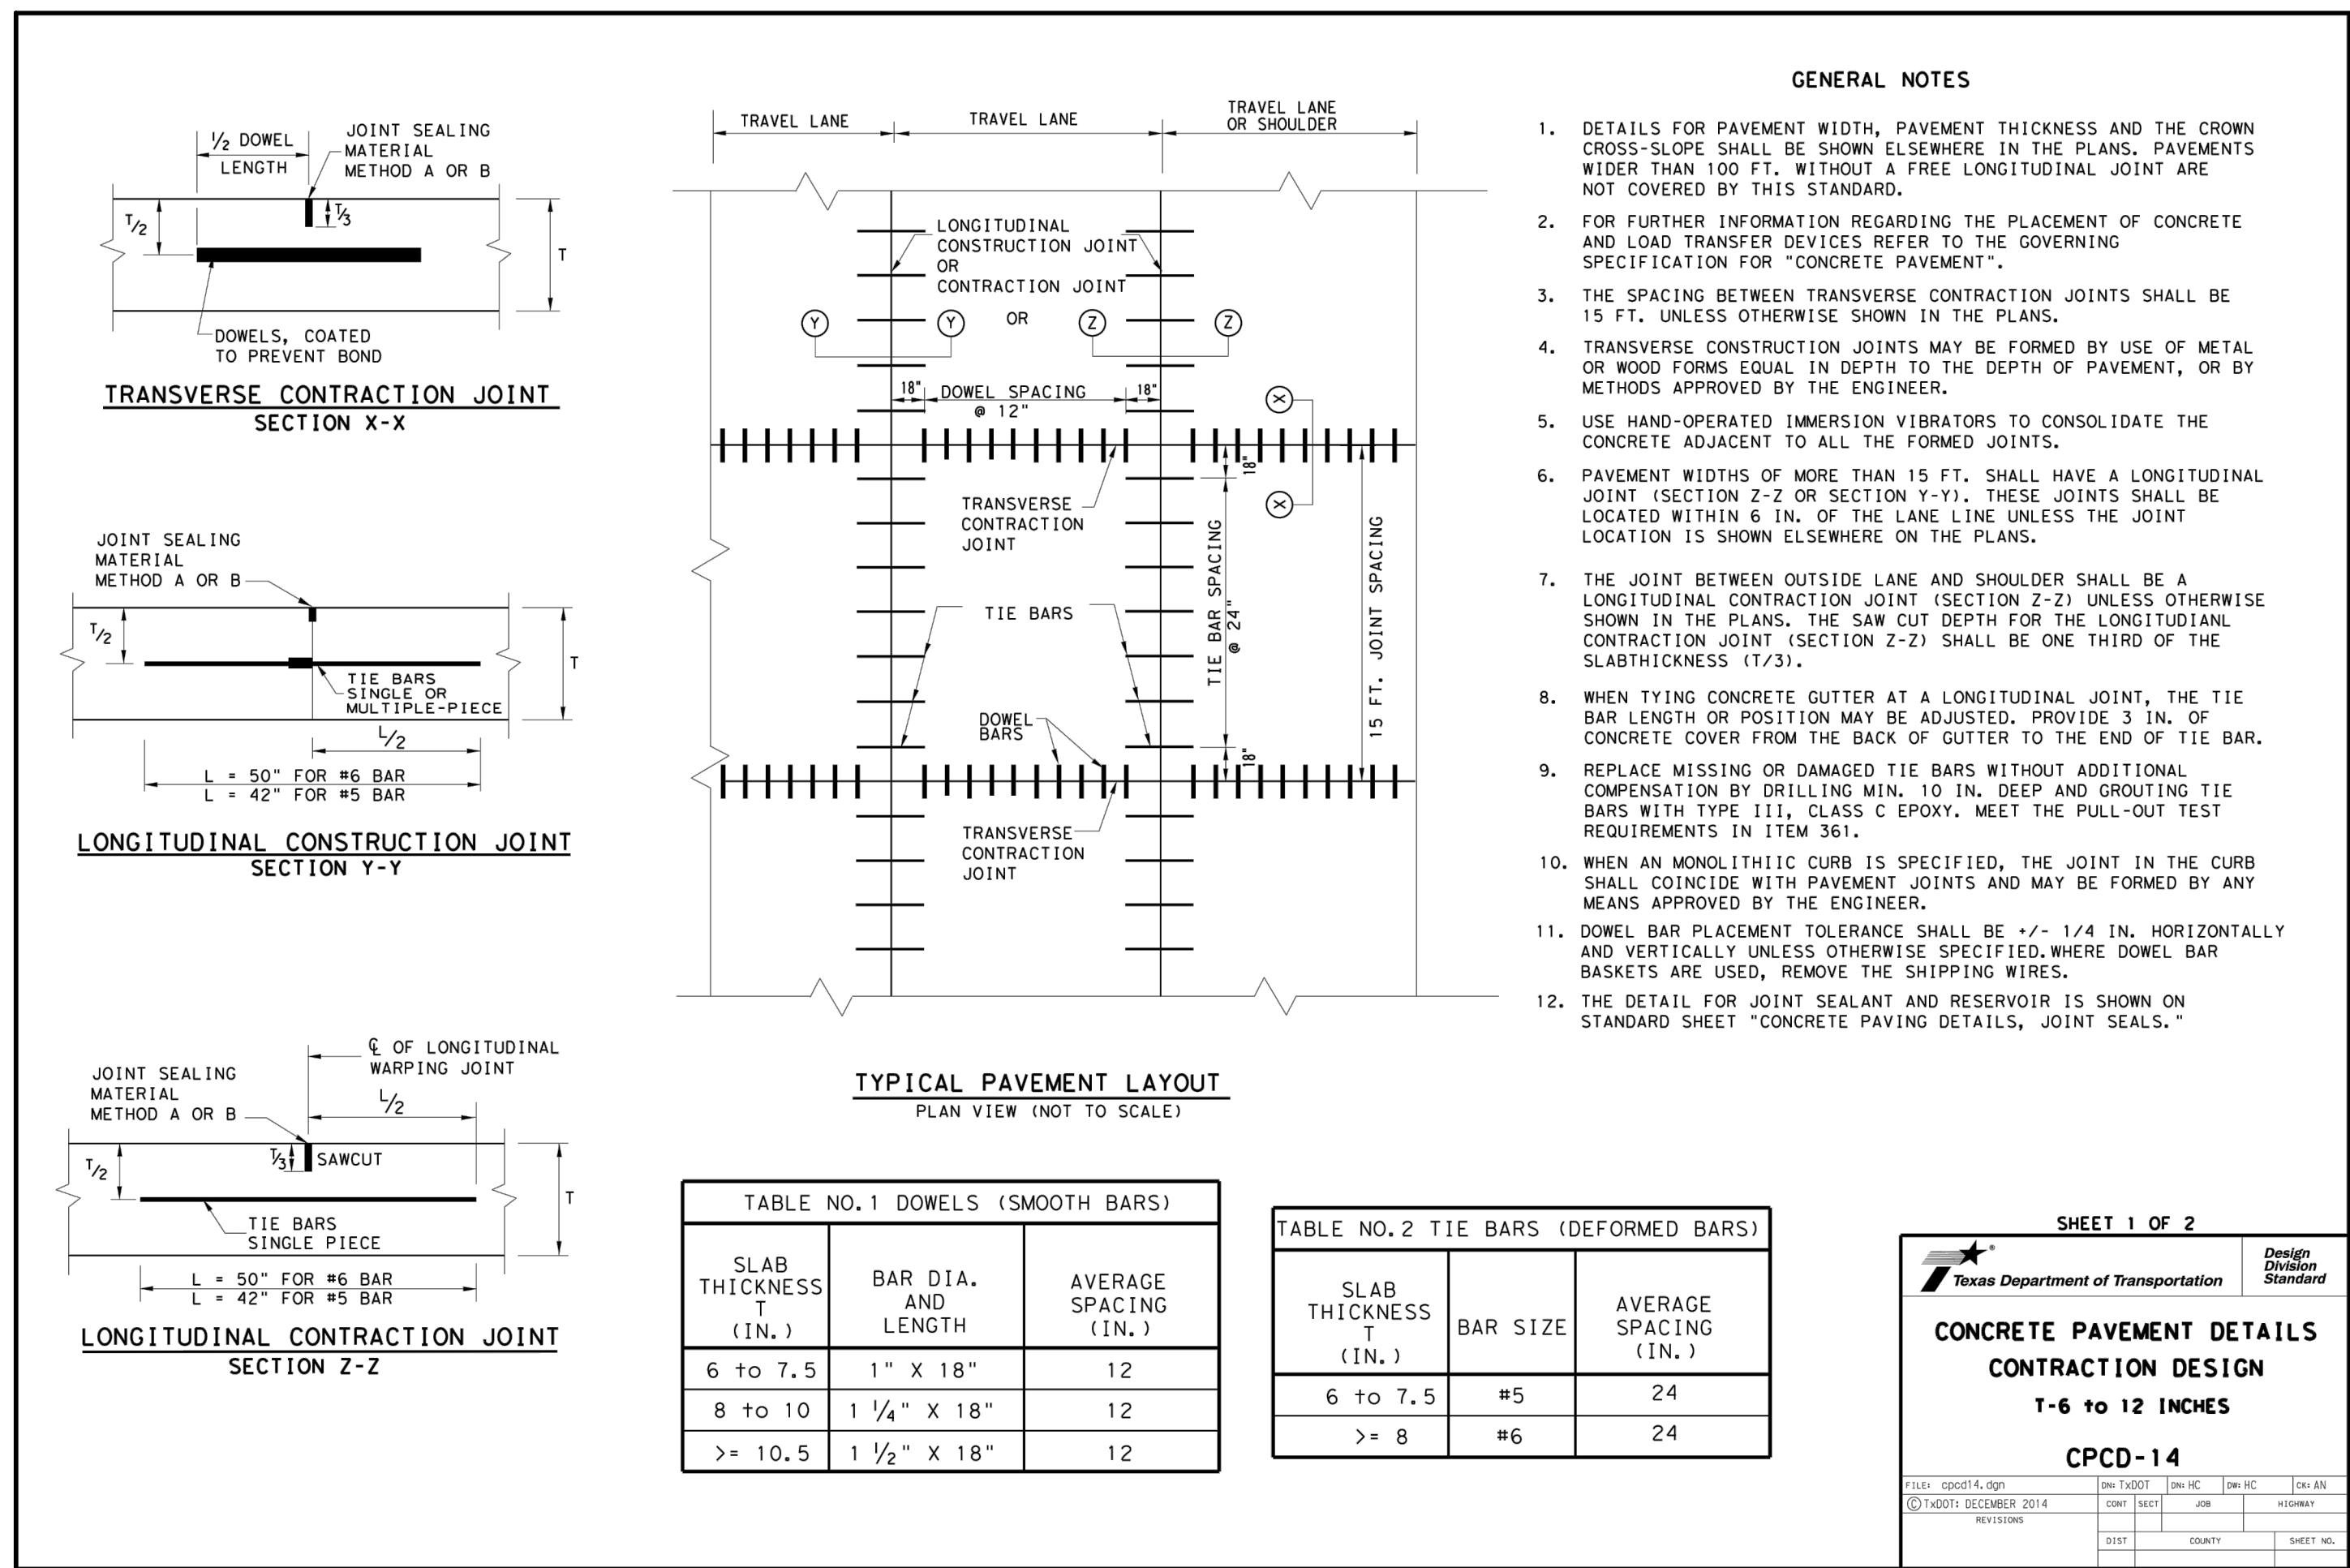 1/2 DOWEL
LENGTH
JOINT SEALING
MATERIAL
METHOD A OR B
T/2
T/3
T
DOWELS, COATED
TO PREVENT BOND
TRANSVERSE CONTRACTION JOINT
SECTION X-X
JOINT SEALING
MATERIAL
METHOD A OR B
T/2
T
TIE BARS
SINGLE OR
MULTIPLE-PIECE
L/2
L = 50" FOR #6 BAR
L = 42" FOR #5 BAR
LONGITUDINAL CONSTRUCTION JOINT
SECTION Y-Y
℄ OF LONGITUDINAL
WARPING JOINT
JOINT SEALING
MATERIAL
METHOD A OR B
L/2
T/2
T/3
SAWCUT
T
TIE BARS
SINGLE PIECE
L = 50" FOR #6 BAR
L = 42" FOR #5 BAR
LONGITUDINAL CONTRACTION JOINT
SECTION Z-Z
TRAVEL LANE
TRAVEL LANE
TRAVEL LANE
OR SHOULDER
LONGITUDINAL
CONSTRUCTION JOINT
OR
CONTRACTION JOINT
Y Y OR Z Z
18" DOWEL SPACING 18"
@ 12"
X
18"
X
TRANSVERSE
CONTRACTION
JOINT
TIE BAR SPACING
@ 24"
15 FT. JOINT SPACING
TIE BARS
DOWEL
BARS
18"
TRANSVERSE
CONTRACTION
JOINT
TYPICAL PAVEMENT LAYOUT
PLAN VIEW (NOT TO SCALE)
TABLE NO.1 DOWELS (SMOOTH BARS)
SLAB
THICKNESS
T
(IN.)
BAR DIA.
AND
LENGTH
AVERAGE
SPACING
(IN.)
6 to 7.5 1" X 18" 12
8 to 10 1 1/4" X 18" 12
>= 10.5 1 1/2" X 18" 12
TABLE NO.2 TIE BARS (DEFORMED BARS)
SLAB
THICKNESS
T
(IN.)
BAR SIZE
AVERAGE
SPACING
(IN.)
6 to 7.5 #5 24
>= 8 #6 24
GENERAL NOTES
1. DETAILS FOR PAVEMENT WIDTH, PAVEMENT THICKNESS AND THE CROWN
CROSS-SLOPE SHALL BE SHOWN ELSEWHERE IN THE PLANS. PAVEMENTS
WIDER THAN 100 FT. WITHOUT A FREE LONGITUDINAL JOINT ARE
NOT COVERED BY THIS STANDARD.
2. FOR FURTHER INFORMATION REGARDING THE PLACEMENT OF CONCRETE
AND LOAD TRANSFER DEVICES REFER TO THE GOVERNING
SPECIFICATION FOR "CONCRETE PAVEMENT".
3. THE SPACING BETWEEN TRANSVERSE CONTRACTION JOINTS SHALL BE
15 FT. UNLESS OTHERWISE SHOWN IN THE PLANS.
4. TRANSVERSE CONSTRUCTION JOINTS MAY BE FORMED BY USE OF METAL
OR WOOD FORMS EQUAL IN DEPTH TO THE DEPTH OF PAVEMENT, OR BY
METHODS APPROVED BY THE ENGINEER.
5. USE HAND-OPERATED IMMERSION VIBRATORS TO CONSOLIDATE THE
CONCRETE ADJACENT TO ALL THE FORMED JOINTS.
6. PAVEMENT WIDTHS OF MORE THAN 15 FT. SHALL HAVE A LONGITUDINAL
JOINT (SECTION Z-Z OR SECTION Y-Y). THESE JOINTS SHALL BE
LOCATED WITHIN 6 IN. OF THE LANE LINE UNLESS THE JOINT
LOCATION IS SHOWN ELSEWHERE ON THE PLANS.
7. THE JOINT BETWEEN OUTSIDE LANE AND SHOULDER SHALL BE A
LONGITUDINAL CONTRACTION JOINT (SECTION Z-Z) UNLESS OTHERWISE
SHOWN IN THE PLANS. THE SAW CUT DEPTH FOR THE LONGITUDIANL
CONTRACTION JOINT (SECTION Z-Z) SHALL BE ONE THIRD OF THE
SLABTHICKNESS (T/3).
8. WHEN TYING CONCRETE GUTTER AT A LONGITUDINAL JOINT, THE TIE
BAR LENGTH OR POSITION MAY BE ADJUSTED. PROVIDE 3 IN. OF
CONCRETE COVER FROM THE BACK OF GUTTER TO THE END OF TIE BAR.
9. REPLACE MISSING OR DAMAGED TIE BARS WITHOUT ADDITIONAL
COMPENSATION BY DRILLING MIN. 10 IN. DEEP AND GROUTING TIE
BARS WITH TYPE III, CLASS C EPOXY. MEET THE PULL-OUT TEST
REQUIREMENTS IN ITEM 361.
10. WHEN AN MONOLITHIIC CURB IS SPECIFIED, THE JOINT IN THE CURB
SHALL COINCIDE WITH PAVEMENT JOINTS AND MAY BE FORMED BY ANY
MEANS APPROVED BY THE ENGINEER.
11. DOWEL BAR PLACEMENT TOLERANCE SHALL BE +/- 1/4 IN. HORIZONTALLY
AND VERTICALLY UNLESS OTHERWISE SPECIFIED.WHERE DOWEL BAR
BASKETS ARE USED, REMOVE THE SHIPPING WIRES.
12. THE DETAIL FOR JOINT SEALANT AND RESERVOIR IS SHOWN ON
STANDARD SHEET "CONCRETE PAVING DETAILS, JOINT SEALS."
SHEET 1 OF 2
®
Texas Department of Transportation
Design
Division
Standard
CONCRETE PAVEMENT DETAILS
CONTRACTION DESIGN
T-6 to 12 INCHES
CPCD-14
FILE: cpcd14.dgn DN: TxDOT DN: HC DW: HC CK: AN
© TxDOT: DECEMBER 2014 CONT SECT JOB HIGHWAY
REVISIONS
DIST COUNTY SHEET NO.